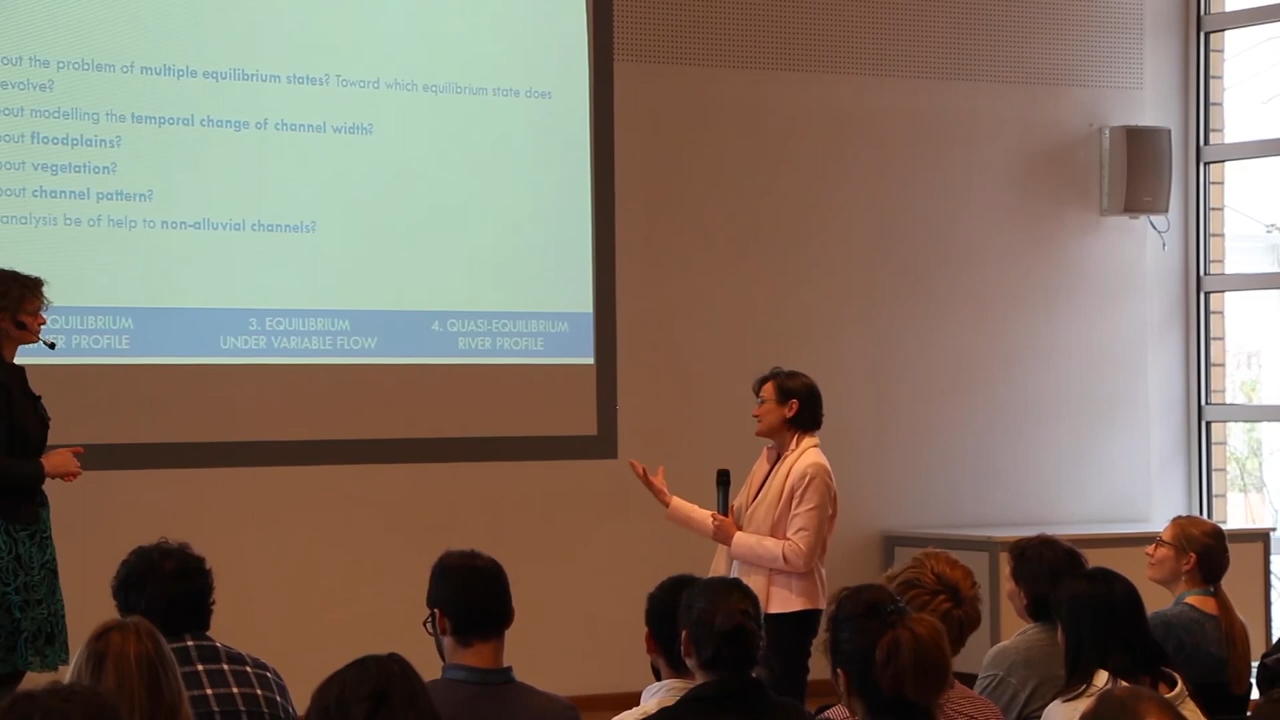 out the problem of multiple equilibrium states? Toward which equilibrium state does
evolve?
out modelling the temporal change of channel width?
out floodplains?
out vegetation?
out channel pattern?
analysis be of help to non-alluvial channels?
QUILIBRIUM
RIVER PROFILE
3. EQUILIBRIUM
UNDER VARIABLE FLOW
4. QUASI-EQUILIBRIUM
RIVER PROFILE